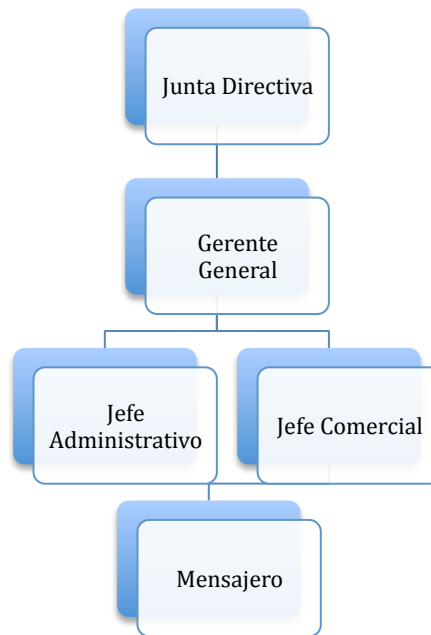 Junta Directiva
Gerente
General
Jefe
Administrativo
Jefe Comercial
Mensajero